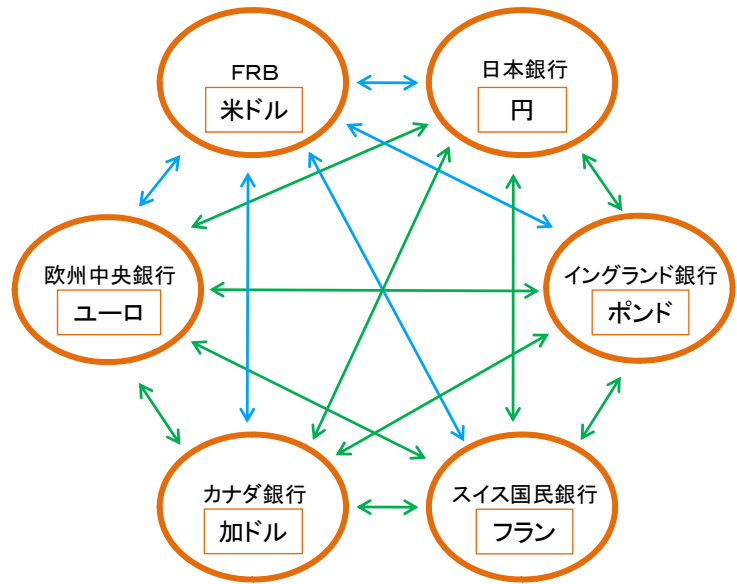 FRB
米ドル
日本銀行
円
欧州中央銀行
ユーロ
イングランド銀行
ポンド
カナダ銀行
加ドル
スイス国民銀行
フラン